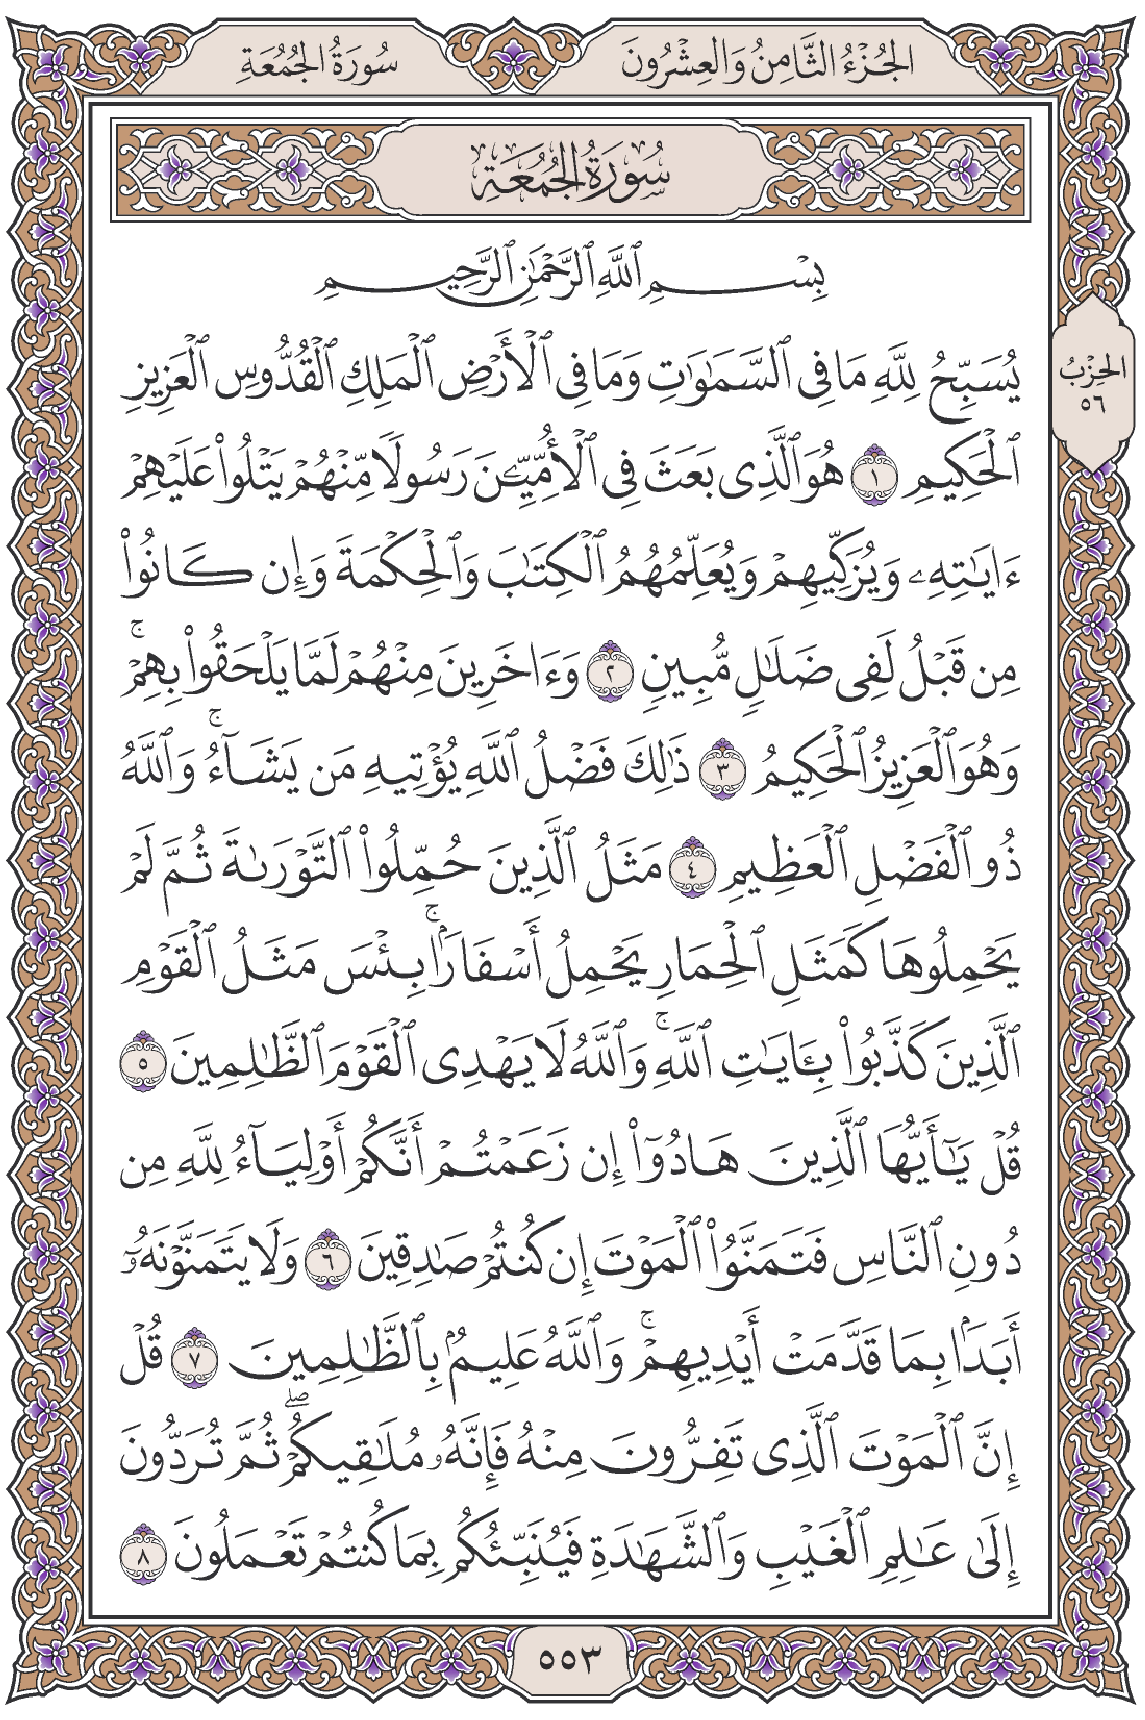 الجُزْءُ الثَّامِنُ وَالعِشْرُونَ
سُورَةُ الجُمُعَةِ
سُورَةُ الجُمُعَةِ
بِسْمِ ٱللَّهِ ٱلرَّحْمَٰنِ ٱلرَّحِيمِ
يُسَبِّحُ لِلَّهِ مَا فِي ٱلسَّمَٰوَٰتِ وَمَا فِي ٱلْأَرْضِ ٱلْمَلِكِ ٱلْقُدُّوسِ ٱلْعَزِيزِ
الحِزْبُ
٥٦
ٱلْحَكِيمِ ١ هُوَ ٱلَّذِي بَعَثَ فِي ٱلْأُمِّيِّۦنَ رَسُولًا مِّنْهُمْ يَتْلُوا۟ عَلَيْهِمْ
ءَايَٰتِهِۦ وَيُزَكِّيهِمْ وَيُعَلِّمُهُمُ ٱلْكِتَٰبَ وَٱلْحِكْمَةَ وَإِن كَانُوا۟
مِن قَبْلُ لَفِي ضَلَٰلٍ مُّبِينٍ ٢ وَءَاخَرِينَ مِنْهُمْ لَمَّا يَلْحَقُوا۟ بِهِمْۚ
وَهُوَ ٱلْعَزِيزُ ٱلْحَكِيمُ ٣ ذَٰلِكَ فَضْلُ ٱللَّهِ يُؤْتِيهِ مَن يَشَآءُۚ وَٱللَّهُ
ذُو ٱلْفَضْلِ ٱلْعَظِيمِ ٤ مَثَلُ ٱلَّذِينَ حُمِّلُوا۟ ٱلتَّوْرَىٰةَ ثُمَّ لَمْ
يَحْمِلُوهَا كَمَثَلِ ٱلْحِمَارِ يَحْمِلُ أَسْفَارًۢاۚ بِئْسَ مَثَلُ ٱلْقَوْمِ
ٱلَّذِينَ كَذَّبُوا۟ بِـَٔايَٰتِ ٱللَّهِۚ وَٱللَّهُ لَا يَهْدِي ٱلْقَوْمَ ٱلظَّٰلِمِينَ ٥
قُلْ يَٰٓأَيُّهَا ٱلَّذِينَ هَادُوٓا۟ إِن زَعَمْتُمْ أَنَّكُمْ أَوْلِيَآءُ لِلَّهِ مِن
دُونِ ٱلنَّاسِ فَتَمَنَّوُا۟ ٱلْمَوْتَ إِن كُنتُمْ صَٰدِقِينَ ٦ وَلَا يَتَمَنَّوْنَهُۥٓ
أَبَدًۢا بِمَا قَدَّمَتْ أَيْدِيهِمْۚ وَٱللَّهُ عَلِيمٌۢ بِٱلظَّٰلِمِينَ ٧ قُلْ
إِنَّ ٱلْمَوْتَ ٱلَّذِي تَفِرُّونَ مِنْهُ فَإِنَّهُۥ مُلَٰقِيكُمْۖ ثُمَّ تُرَدُّونَ
إِلَىٰ عَٰلِمِ ٱلْغَيْبِ وَٱلشَّهَٰدَةِ فَيُنَبِّئُكُم بِمَا كُنتُمْ تَعْمَلُونَ ٨
٥٥٣